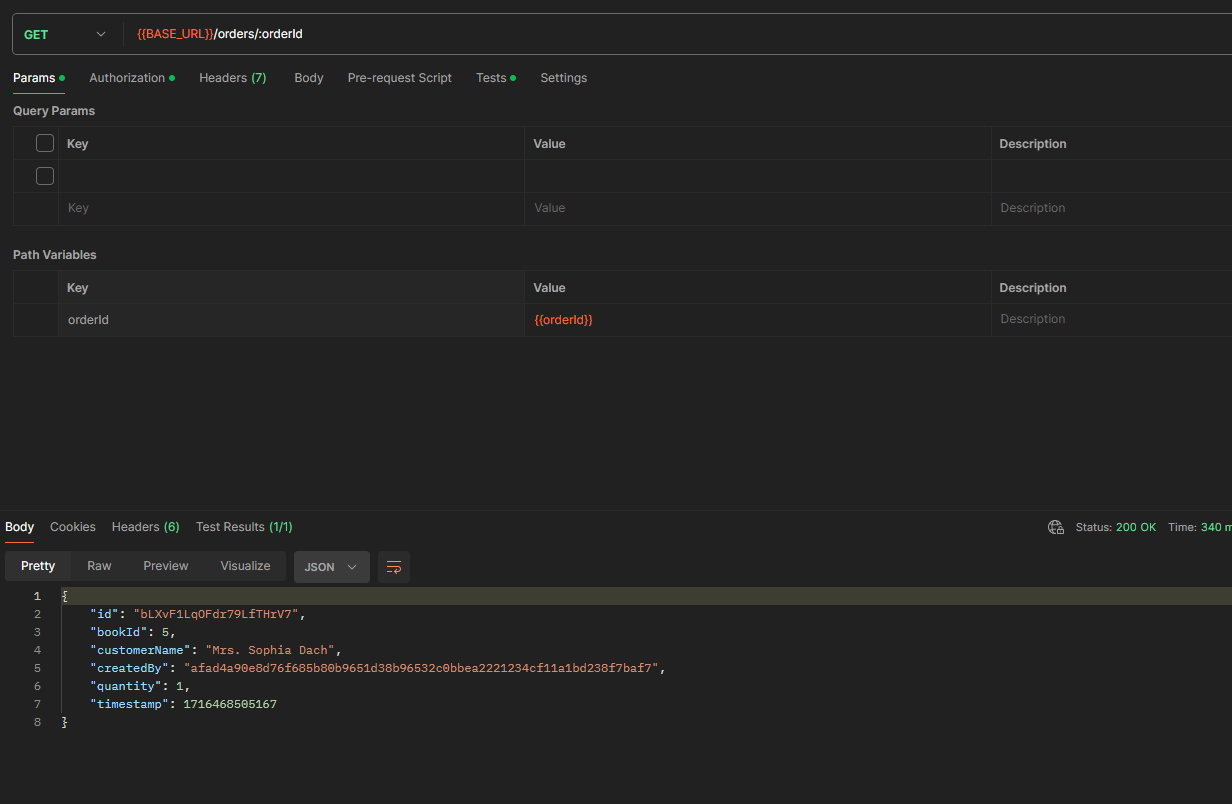 GET {{BASE_URL}}/orders/:orderId
Params Authorization Headers (7) Body Pre-request Script Tests Settings
Query Params
Key Value Description
Key Value Description
Path Variables
Key Value Description
orderId {{orderId}} Description
Body Cookies Headers (6) Test Results (1/1) Status: 200 OK Time: 340 m
Pretty Raw Preview Visualize JSON
1 {
2 "id": "bLXvF1LqOFdr79LfTHrV7",
3 "bookId": 5,
4 "customerName": "Mrs. Sophia Dach",
5 "createdBy": "afad4a90e8d76f685b80b9651d38b96532c0bbea2221234cf11a1bd238f7baf7",
6 "quantity": 1,
7 "timestamp": 1716468505167
8 }